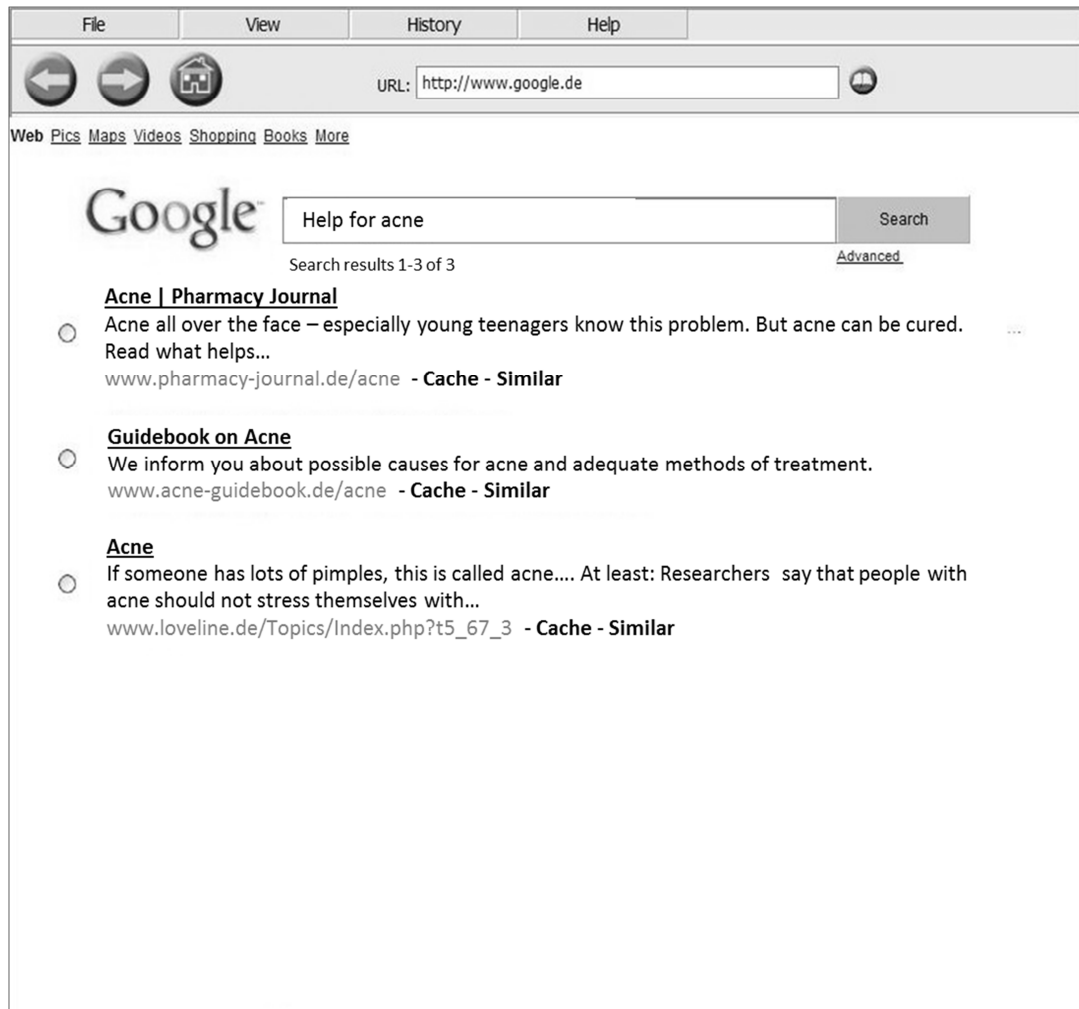 File View History Help
URL: http://www.google.de
Web Pics Maps Videos Shopping Books More
Google™ Help for acne Search
Search results 1-3 of 3 Advanced
Acne | Pharmacy Journal
Acne all over the face – especially young teenagers know this problem. But acne can be cured. ...
Read what helps...
www.pharmacy-journal.de/acne - Cache - Similar
Guidebook on Acne
We inform you about possible causes for acne and adequate methods of treatment.
www.acne-guidebook.de/acne - Cache - Similar
Acne
If someone has lots of pimples, this is called acne.... At least: Researchers say that people with
acne should not stress themselves with...
www.loveline.de/Topics/Index.php?t5_67_3 - Cache - Similar